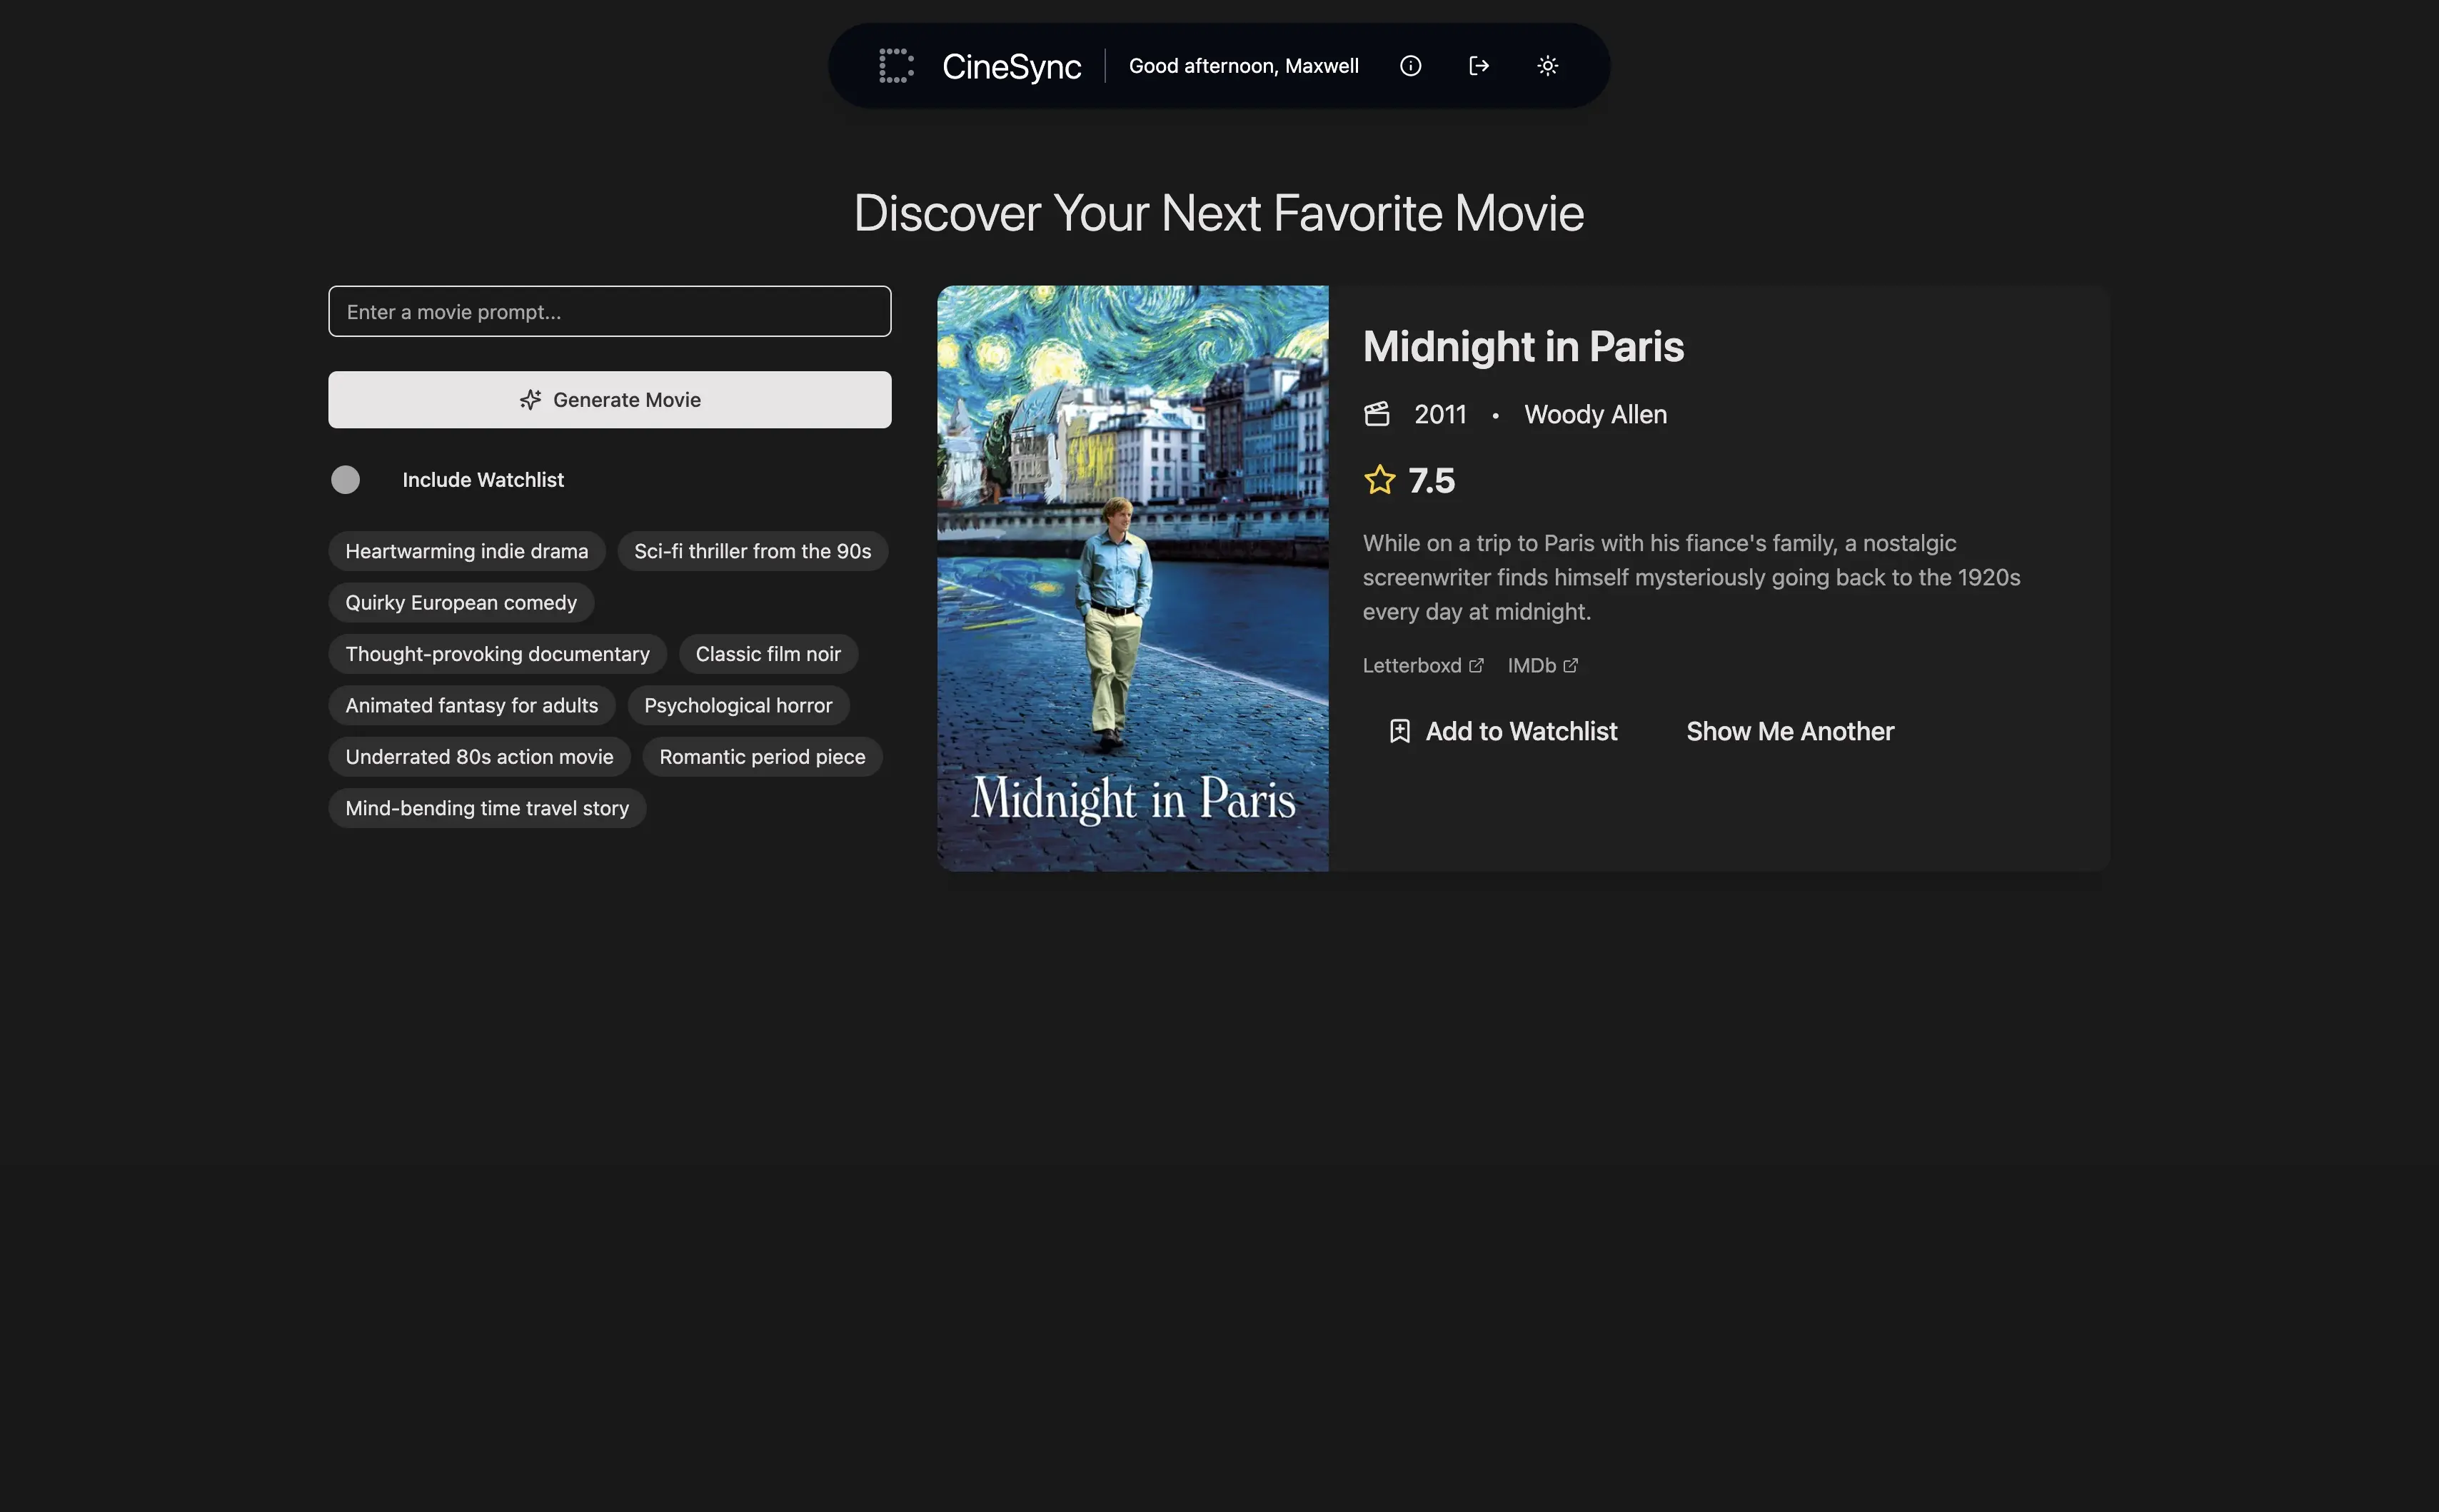 CineSync
Good afternoon, Maxwell
Discover Your Next Favorite Movie
Enter a movie prompt...
Generate Movie
Include Watchlist
Heartwarming indie drama
Sci-fi thriller from the 90s
Quirky European comedy
Thought-provoking documentary
Classic film noir
Animated fantasy for adults
Psychological horror
Underrated 80s action movie
Romantic period piece
Mind-bending time travel story
Midnight in Paris
Midnight in Paris
2011 • Woody Allen
7.5
While on a trip to Paris with his fiance's family, a nostalgic
screenwriter finds himself mysteriously going back to the 1920s
every day at midnight.
Letterboxd
IMDb
Add to Watchlist
Show Me Another